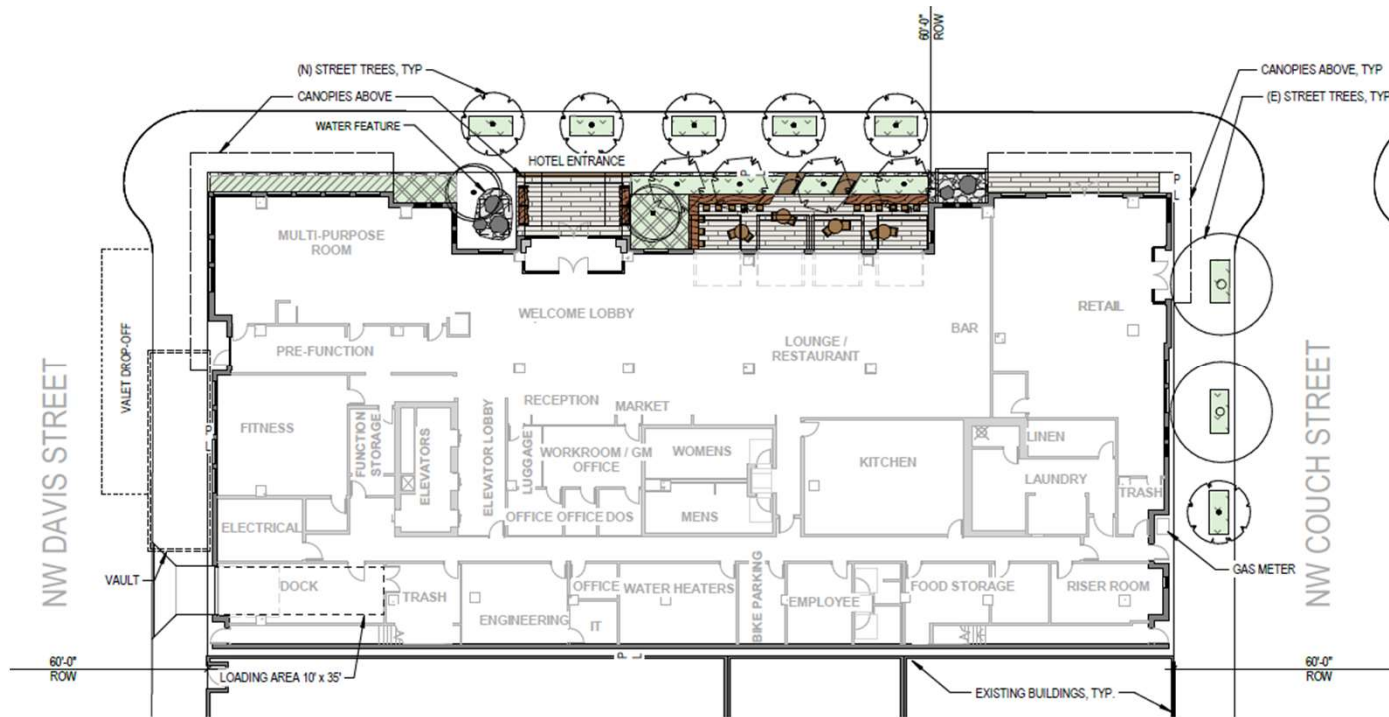 60'-0"
ROW
(N) STREET TREES, TYP
CANOPIES ABOVE
WATER FEATURE
HOTEL ENTRANCE
CANOPIES ABOVE, TYP
(E) STREET TREES, TYP
P
L
P
L
MULTI-PURPOSE
ROOM
WELCOME LOBBY
PRE-FUNCTION
LOUNGE /
RESTAURANT
BAR
RETAIL
VALET DROP-OFF
NW DAVIS STREET
P
L
FITNESS
FUNCTION
STORAGE
ELEVATORS
ELEVATOR LOBBY
RECEPTION
MARKET
LUGGAGE
WORKROOM / GM
OFFICE
WOMENS
MENS
OFFICE
OFFICE
DOS
KITCHEN
LINEN
LAUNDRY
TRASH
NW COUCH STREET
ELECTRICAL
VAULT
DOCK
TRASH
ENGINEERING
OFFICE
IT
WATER HEATERS
BIKE PARKING
EMPLOYEE
FOOD STORAGE
RISER ROOM
GAS METER
60'-0"
ROW
LOADING AREA 10' x 35'
P
L
EXISTING BUILDINGS, TYP.
60'-0"
ROW